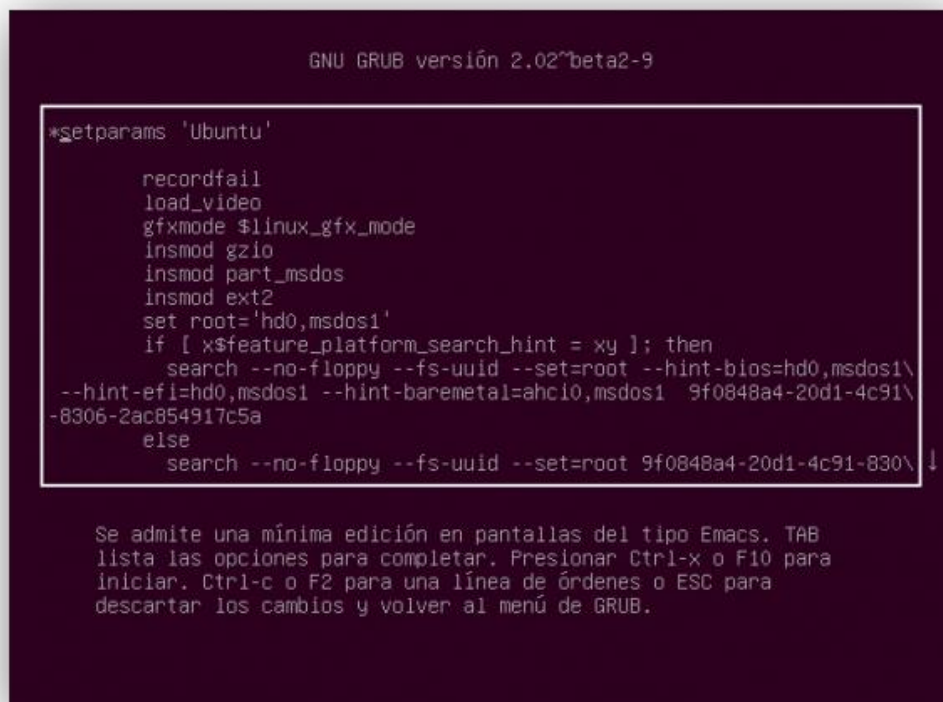 GNU GRUB versión 2.02~beta2-9
*setparams 'Ubuntu'
recordfail
load_video
gfxmode $linux_gfx_mode
insmod gzio
insmod part_msdos
insmod ext2
set root='hd0,msdos1'
if [ x$feature_platform_search_hint = xy ]; then
search --no-floppy --fs-uuid --set=root --hint-bios=hd0,msdos1\
--hint-efi=hd0,msdos1 --hint-baremetal=ahci0,msdos1  9f0848a4-20d1-4c91\
-8306-2ac854917c5a
else
search --no-floppy --fs-uuid --set=root 9f0848a4-20d1-4c91-830\ ↓
Se admite una mínima edición en pantallas del tipo Emacs. TAB
lista las opciones para completar. Presionar Ctrl-x o F10 para
iniciar. Ctrl-c o F2 para una línea de órdenes o ESC para
descartar los cambios y volver al menú de GRUB.